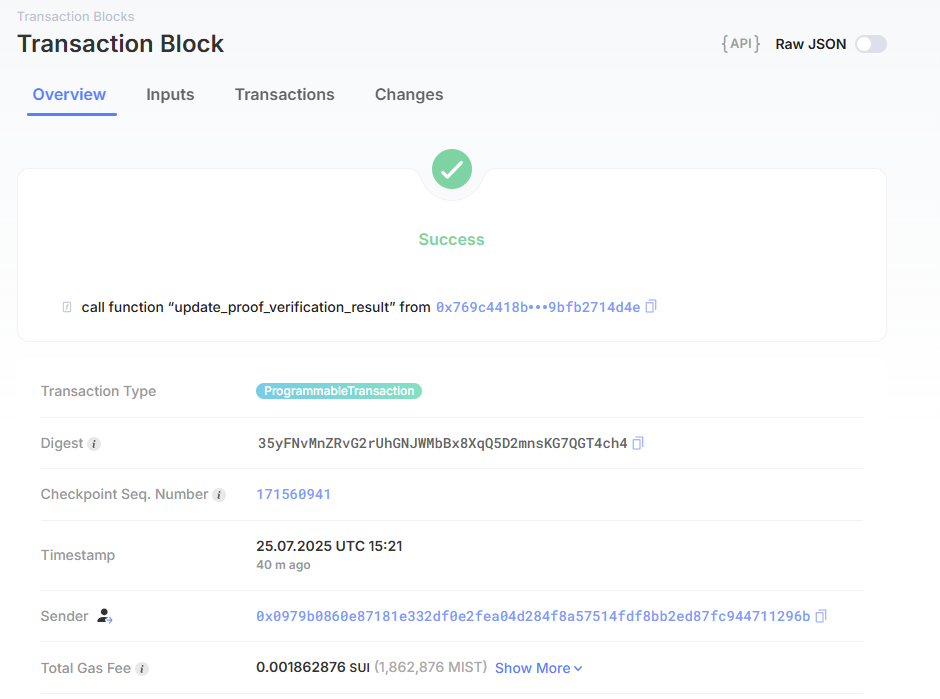 Transaction Blocks
Transaction Block
{API} Raw JSON
Overview Inputs Transactions Changes
Success
call function “update_proof_verification_result” from 0x769c4418b•••9bfb2714d4e
Transaction Type ProgrammableTransaction
Digest i 35yFNvMnZRvG2rUhGNJWMbBx8XqQ5D2mnsKG7QGT4ch4
Checkpoint Seq. Number i 171560941
Timestamp 25.07.2025 UTC 15:21
40 m ago
Sender 0x0979b0860e87181e332df0e2fea04d284f8a57514fdf8bb2ed87fc944711296b
Total Gas Fee i 0.001862876 SUI (1,862,876 MIST) Show More